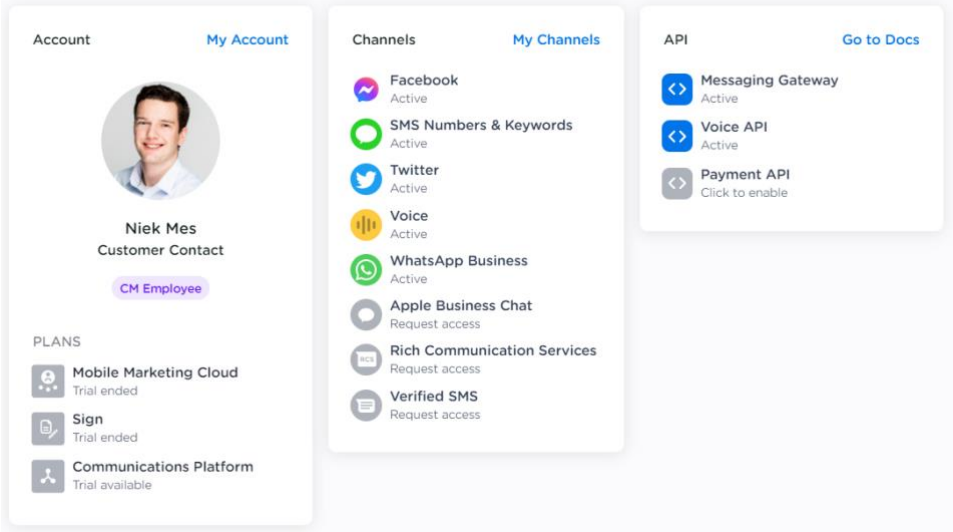 Account
My Account
Niek Mes
Customer Contact
CM Employee
PLANS
Mobile Marketing Cloud
Trial ended
Sign
Trial ended
Communications Platform
Trial available
Channels
My Channels
Facebook
Active
SMS Numbers & Keywords
Active
Twitter
Active
Voice
Active
WhatsApp Business
Active
Apple Business Chat
Request access
RCS
Rich Communication Services
Request access
Verified SMS
Request access
API
Go to Docs
Messaging Gateway
Active
Voice API
Active
Payment API
Click to enable